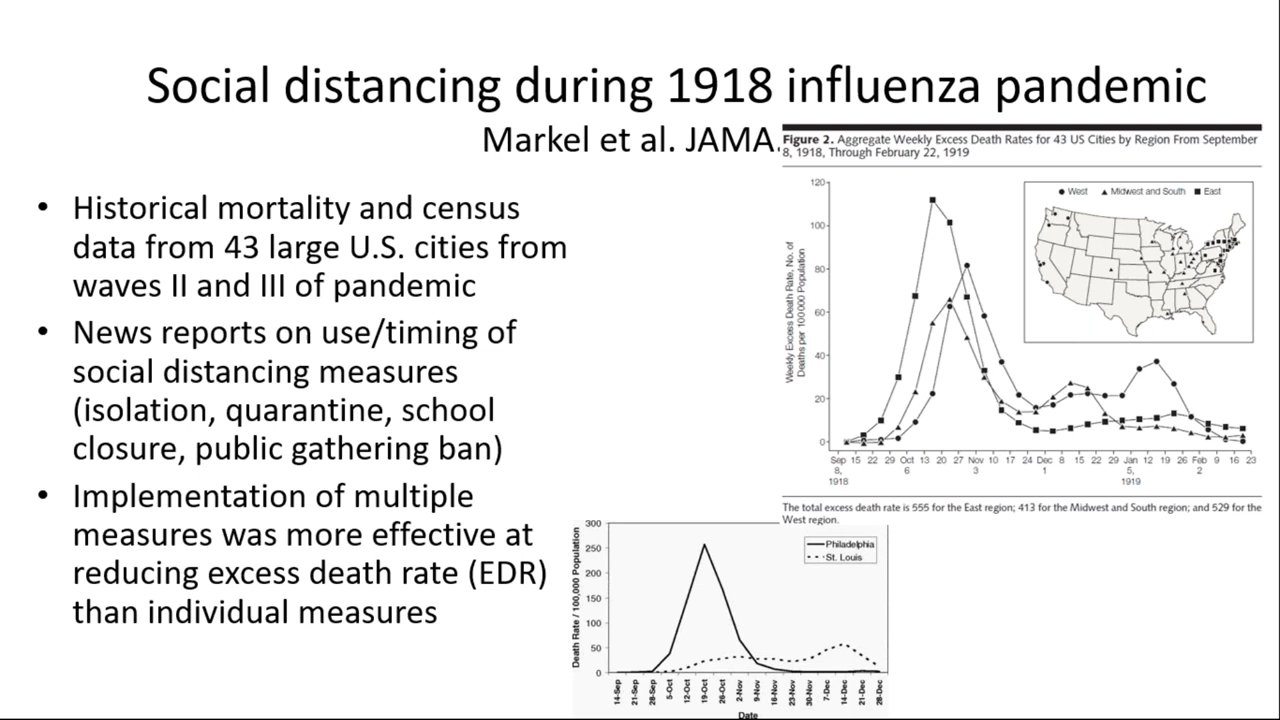 Social distancing during 1918 influenza pandemic
Markel et al. JAMA.
• Historical mortality and census
data from 43 large U.S. cities from
waves II and III of pandemic
• News reports on use/timing of
social distancing measures
(isolation, quarantine, school
closure, public gathering ban)
• Implementation of multiple
measures was more effective at
reducing excess death rate (EDR)
than individual measures
Figure 2. Aggregate Weekly Excess Death Rates for 43 US Cities by Region From September
8, 1918, Through February 22, 1919
West Midwest and South East
Weekly Excess Death Rate, No. of
Deaths per 100 000 Population
120
100
80
60
40
20
0
Sep 15 22 29 Oct 13 20 27 Nov 10 17 24 Dec 8 15 22 29 Jan 12 19 26 Feb 9 16 23
8, 6 3 1 5, 2
1918 1919
The total excess death rate is 555 for the East region; 413 for the Midwest and South region; and 529 for the
West region.
Death Rate / 100,000 Population
300
250
200
150
100
50
0
Philadelphia
St. Louis
14-Sep 21-Sep 28-Sep 5-Oct 12-Oct 19-Oct 26-Oct 2-Nov 9-Nov 16-Nov 23-Nov 30-Nov 7-Dec 14-Dec 21-Dec 28-Dec
Date